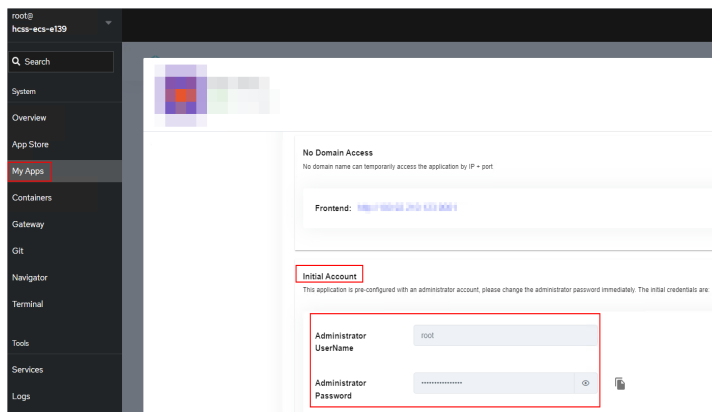 root@
hcss-ecs-e139
Search
System
Overview
App Store
My Apps
Containers
Gateway
Git
Navigator
Terminal
Tools
Services
Logs
No Domain Access
No domain name can temporarily access the application by IP + port
Frontend:
Initial Account
This application is pre-configured with an administrator account, please change the administrator password immediately. The initial credentials are:
Administrator
UserName
root
Administrator
Password
••••••••••••••••